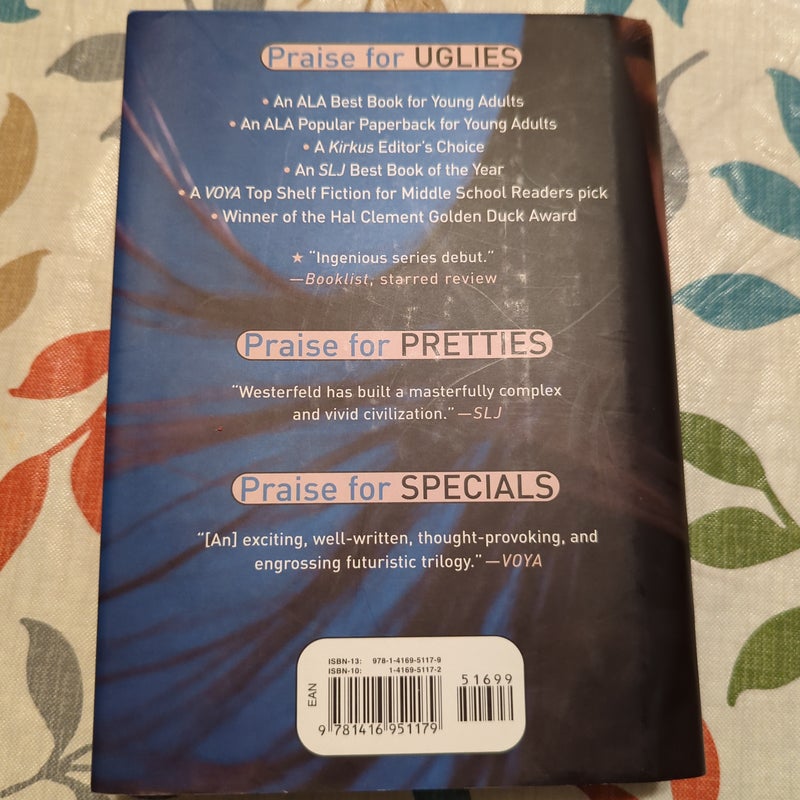 Praise for UGLIES
• An ALA Best Book for Young Adults
• An ALA Popular Paperback for Young Adults
• A Kirkus Editor's Choice
• An SLJ Best Book of the Year
• A VOYA Top Shelf Fiction for Middle School Readers pick
• Winner of the Hal Clement Golden Duck Award
★ “Ingenious series debut.”
—Booklist, starred review
Praise for PRETTIES
“Westerfeld has built a masterfully complex
and vivid civilization.” —SLJ
Praise for SPECIALS
“[An] exciting, well-written, thought-provoking, and
engrossing futuristic trilogy.” —VOYA
ISBN-13: 978-1-4169-5117-9
ISBN-10: 1-4169-5117-2
51699
EAN
9 781416 951179